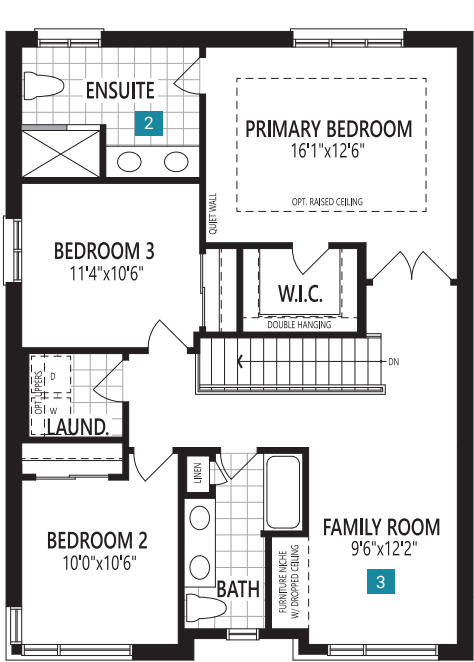 ENSUITE
2
PRIMARY BEDROOM
16'1"x12'6"
OPT. RAISED CEILING
QUIET WALL
BEDROOM 3
11'4"x10'6"
W.I.C.
DOUBLE HANGING
DN
OPT. UPPERS
D
W
LAUND.
LINEN
BEDROOM 2
10'0"x10'6"
BATH
FURNITURE NICHE
W/ DROPPED CEILING
FAMILY ROOM
9'6"x12'2"
3